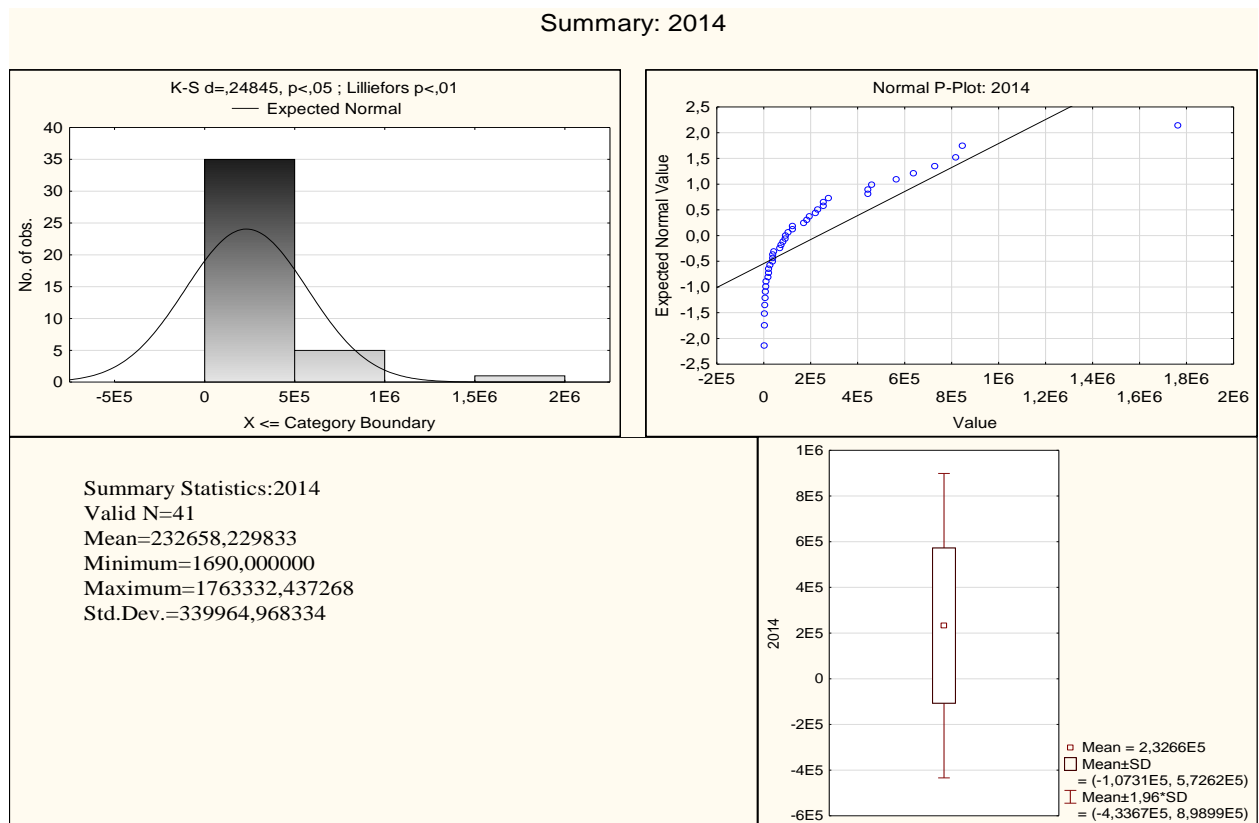 Summary: 2014
K-S d=,24845, p<,05 ; Lilliefors p<,01
Expected Normal
40
35
30
25
20
15
10
5
0
No. of obs.
-5E5 0 5E5 1E6 1,5E6 2E6
X <= Category Boundary
Normal P-Plot: 2014
2,5
2,0
1,5
1,0
0,5
0,0
-0,5
-1,0
-1,5
-2,0
-2,5
Expected Normal Value
-2E5 2E5 6E5 1E6 1,4E6 1,8E6
0 4E5 8E5 1,2E6 1,6E6 2E6
Value
Summary Statistics:2014
Valid N=41
Mean=232658,229833
Minimum=1690,000000
Maximum=1763332,437268
Std.Dev.=339964,968334
1E6
8E5
6E5
4E5
2E5
0
-2E5
-4E5
-6E5
2014
Mean = 2,3266E5
Mean±SD
= (-1,0731E5, 5,7262E5)
Mean±1,96*SD
= (-4,3367E5, 8,9899E5)